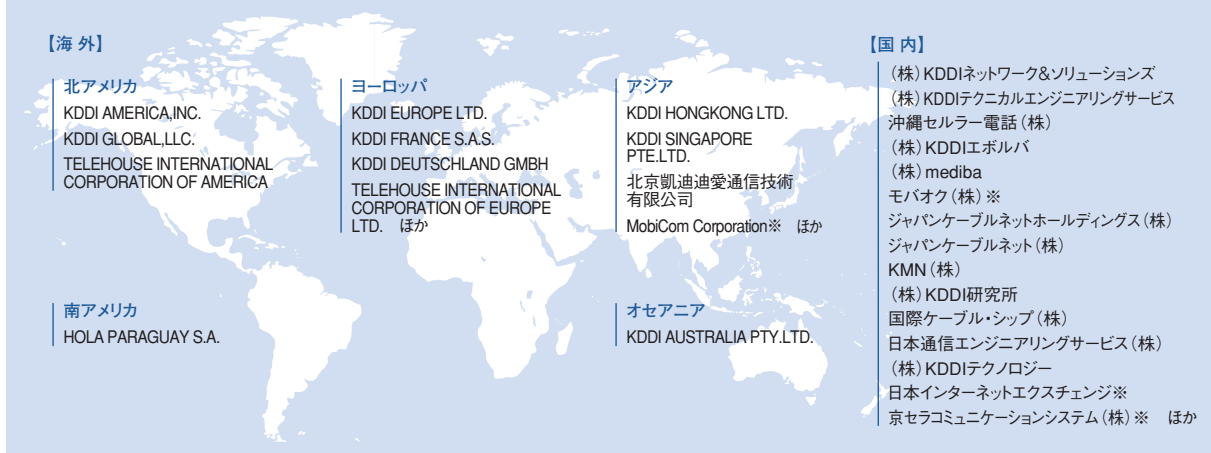 【海 外】
北アメリカ
KDDI AMERICA,INC.
KDDI GLOBAL,LLC.
TELEHOUSE INTERNATIONAL
CORPORATION OF AMERICA
ヨーロッパ
KDDI EUROPE LTD.
KDDI FRANCE S.A.S.
KDDI DEUTSCHLAND GMBH
TELEHOUSE INTERNATIONAL
CORPORATION OF EUROPE
LTD. ほか
アジア
KDDI HONGKONG LTD.
KDDI SINGAPORE
PTE.LTD.
北京凱迪迪愛通信技術
有限公司
MobiCom Corporation※ ほか
南アメリカ
HOLA PARAGUAY S.A.
オセアニア
KDDI AUSTRALIA PTY.LTD.
【国 内】
（株）KDDIネットワーク&ソリューションズ
（株）KDDIテクニカルエンジニアリングサービス
沖縄セルラー電話（株）
（株）KDDIエボルバ
（株）mediba
モバオク（株）※
ジャパンケーブルネットホールディングス（株）
ジャパンケーブルネット（株）
KMN（株）
（株）KDDI研究所
国際ケーブル・シップ（株）
日本通信エンジニアリングサービス（株）
（株）KDDIテクノロジー
日本インターネットエクスチェンジ※
京セラコミュニケーションシステム（株）※ ほか